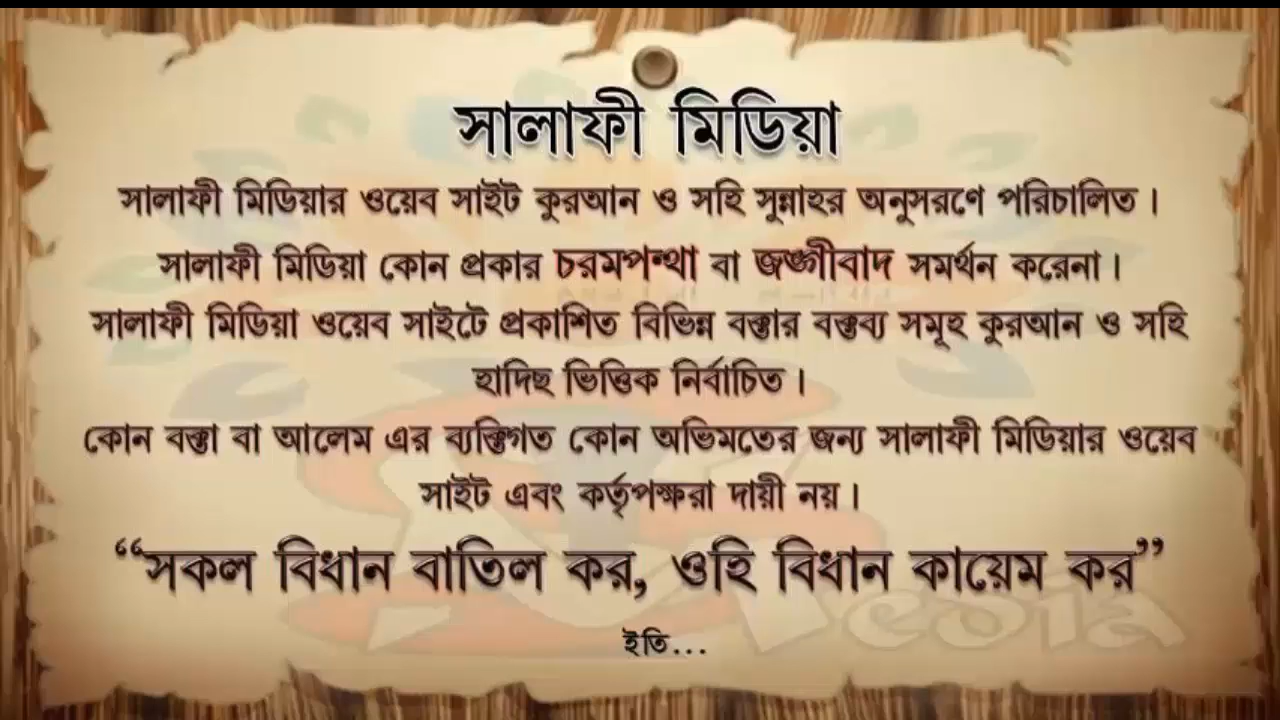 সালাফী মিডিয়া
সালাফী মিডিয়ার ওয়েব সাইট কুরআন ও সহি সুন্নাহর অনুসরণে পরিচালিত।
সালাফী মিডিয়া কোন প্রকার চরমপন্থা বা জঙ্গীবাদ সমর্থন করেনা।
সালাফী মিডিয়া ওয়েব সাইটে প্রকাশিত বিভিন্ন বক্তার বক্তব্য সমূহ কুরআন ও সহি
হাদিছ ভিত্তিক নির্বাচিত।
কোন বক্তা বা আলেম এর ব্যক্তিগত কোন অভিমতের জন্য সালাফী মিডিয়ার ওয়েব
সাইট এবং কর্তৃপক্ষরা দায়ী নয়।
“সকল বিধান বাতিল কর, ওহি বিধান কায়েম কর”
ইতি...